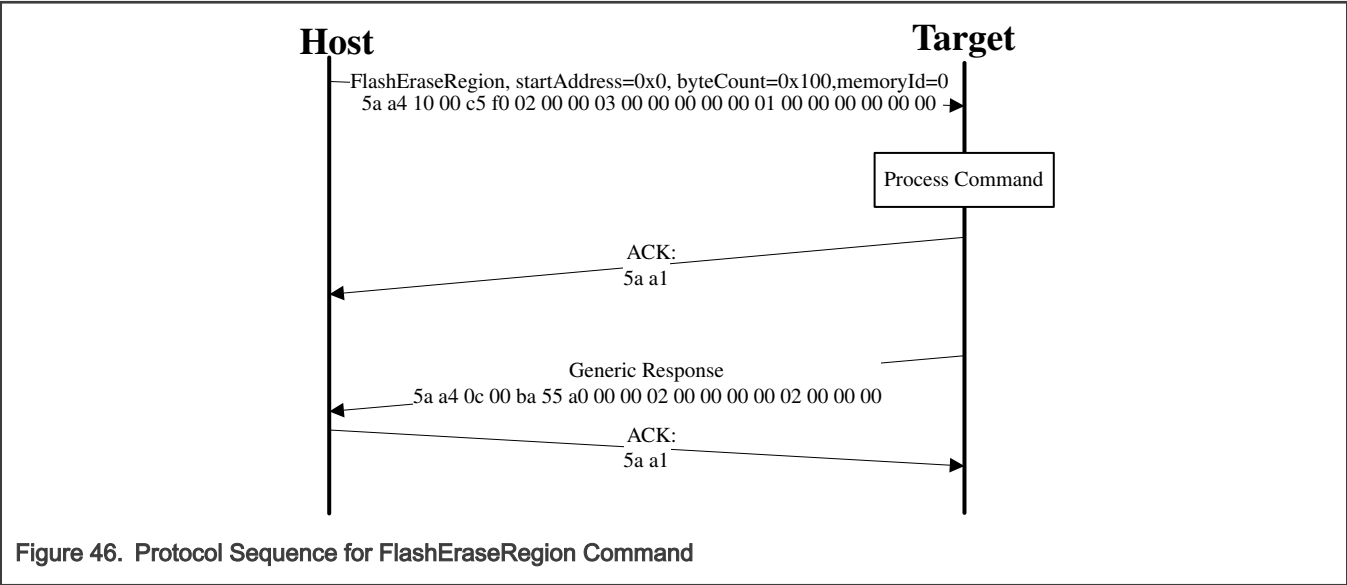 Host
Target
FlashEraseRegion, startAddress=0x0, byteCount=0x100,memoryId=0
5a a4 10 00 c5 f0 02 00 00 03 00 00 00 00 00 01 00 00 00 00 00 00
Process Command
ACK:
5a a1
Generic Response
5a a4 0c 00 ba 55 a0 00 00 02 00 00 00 00 02 00 00 00
ACK:
5a a1
Figure 46. Protocol Sequence for FlashEraseRegion Command